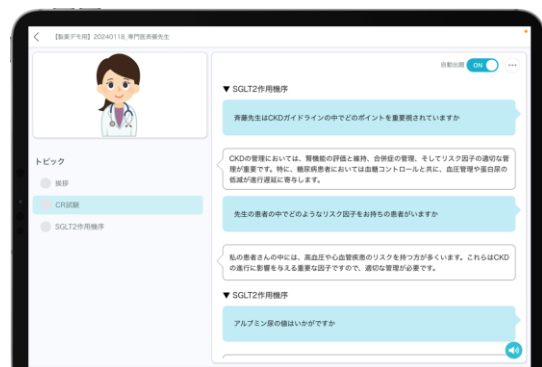 【製薬デモ用】20240118_専門医斉藤先生
自動出題 ON
▼ SGLT2作用機序
斉藤先生はCKDガイドラインの中でどのポイントを重要視されていますか
CKDの管理においては、腎機能の評価と維持、合併症の管理、そしてリスク因子の適切な管
理が重要です。特に、糖尿病患者においては血糖コントロールと共に、血圧管理や蛋白尿の
低減が進行遅延に寄与します。
先生の患者の中でどのようなリスク因子をお持ちの患者がいますか
私の患者さんの中には、高血圧や心血管疾患のリスクを持つ方が多くいます。これらはCKD
の進行に影響を与える重要な因子ですので、適切な管理が必要です。
▼ SGLT2作用機序
アルブミン尿の値はいかがですか
トピック
挨拶
CR試験
SGLT2作用機序